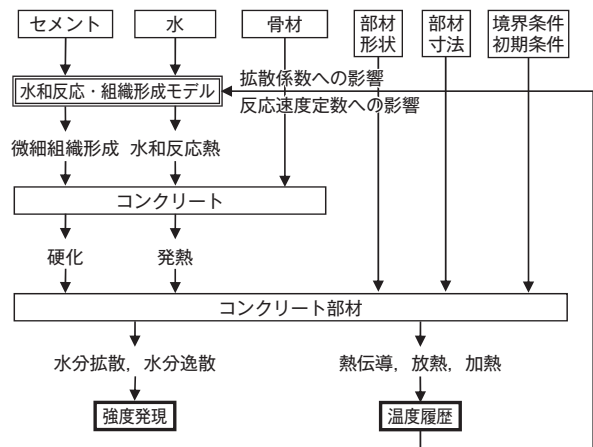 セメント
水
骨材
部材
形状
部材
寸法
境界条件
初期条件
水和反応・組織形成モデル
拡散係数への影響
反応速度定数への影響
微細組織形成
水和反応熱
コンクリート
硬化
発熱
コンクリート部材
水分拡散，水分逸散
熱伝導，放熱，加熱
強度発現
温度履歴